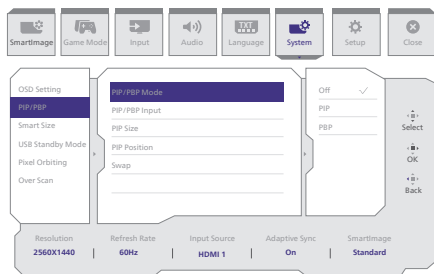 SmartImage
Game Mode
Input
Audio
TXT
Language
System
Setup
Close
OSD Setting
PIP/PBP
Smart Size
USB Standby Mode
Pixel Orbiting
Over Scan
PIP/PBP Mode
PIP/PBP Input
PIP Size
PIP Position
Swap
Off
PIP
PBP
Select
OK
Back
Resolution
2560X1440
Refresh Rate
60Hz
Input Source
HDMI 1
Adaptive Sync
On
SmartImage
Standard